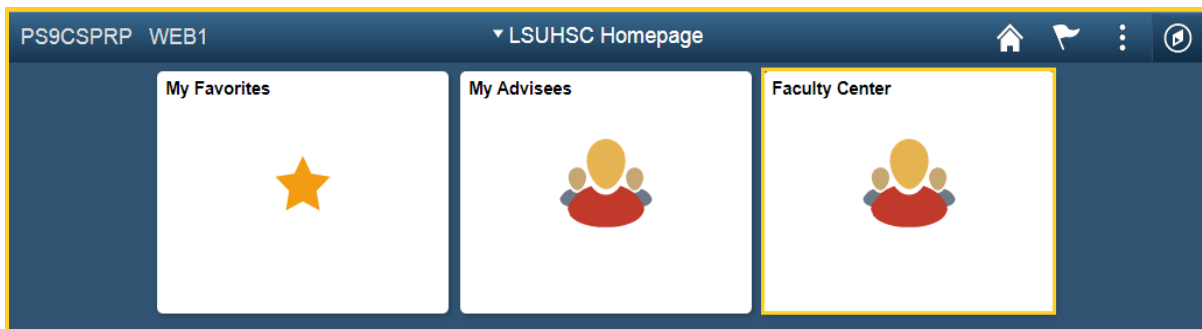 PS9CSPRP WEB1
LSUHSC Homepage
My Favorites
My Advisees
Faculty Center